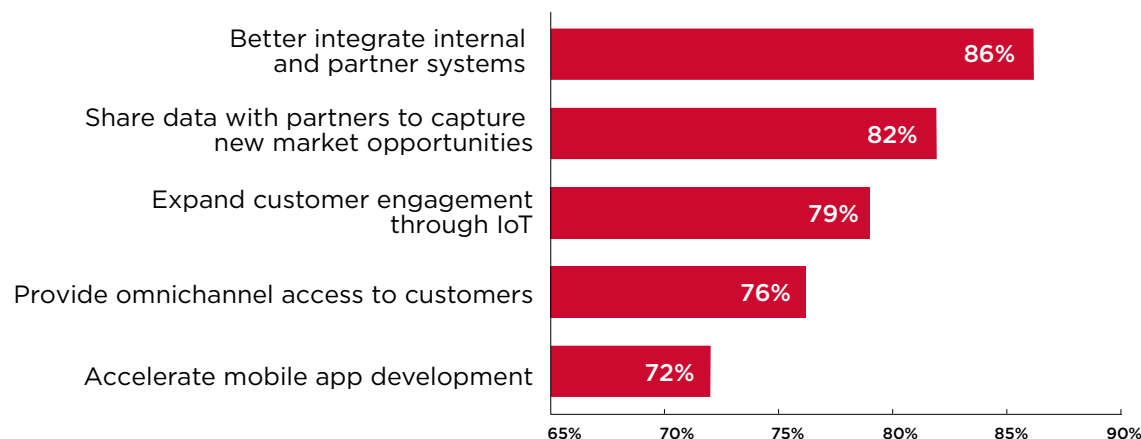 Better integrate internal
and partner systems
86%
Share data with partners to capture
new market opportunities
82%
Expand customer engagement
through IoT
79%
Provide omnichannel access to customers
76%
Accelerate mobile app development
72%
65% 70% 75% 80% 85% 90%